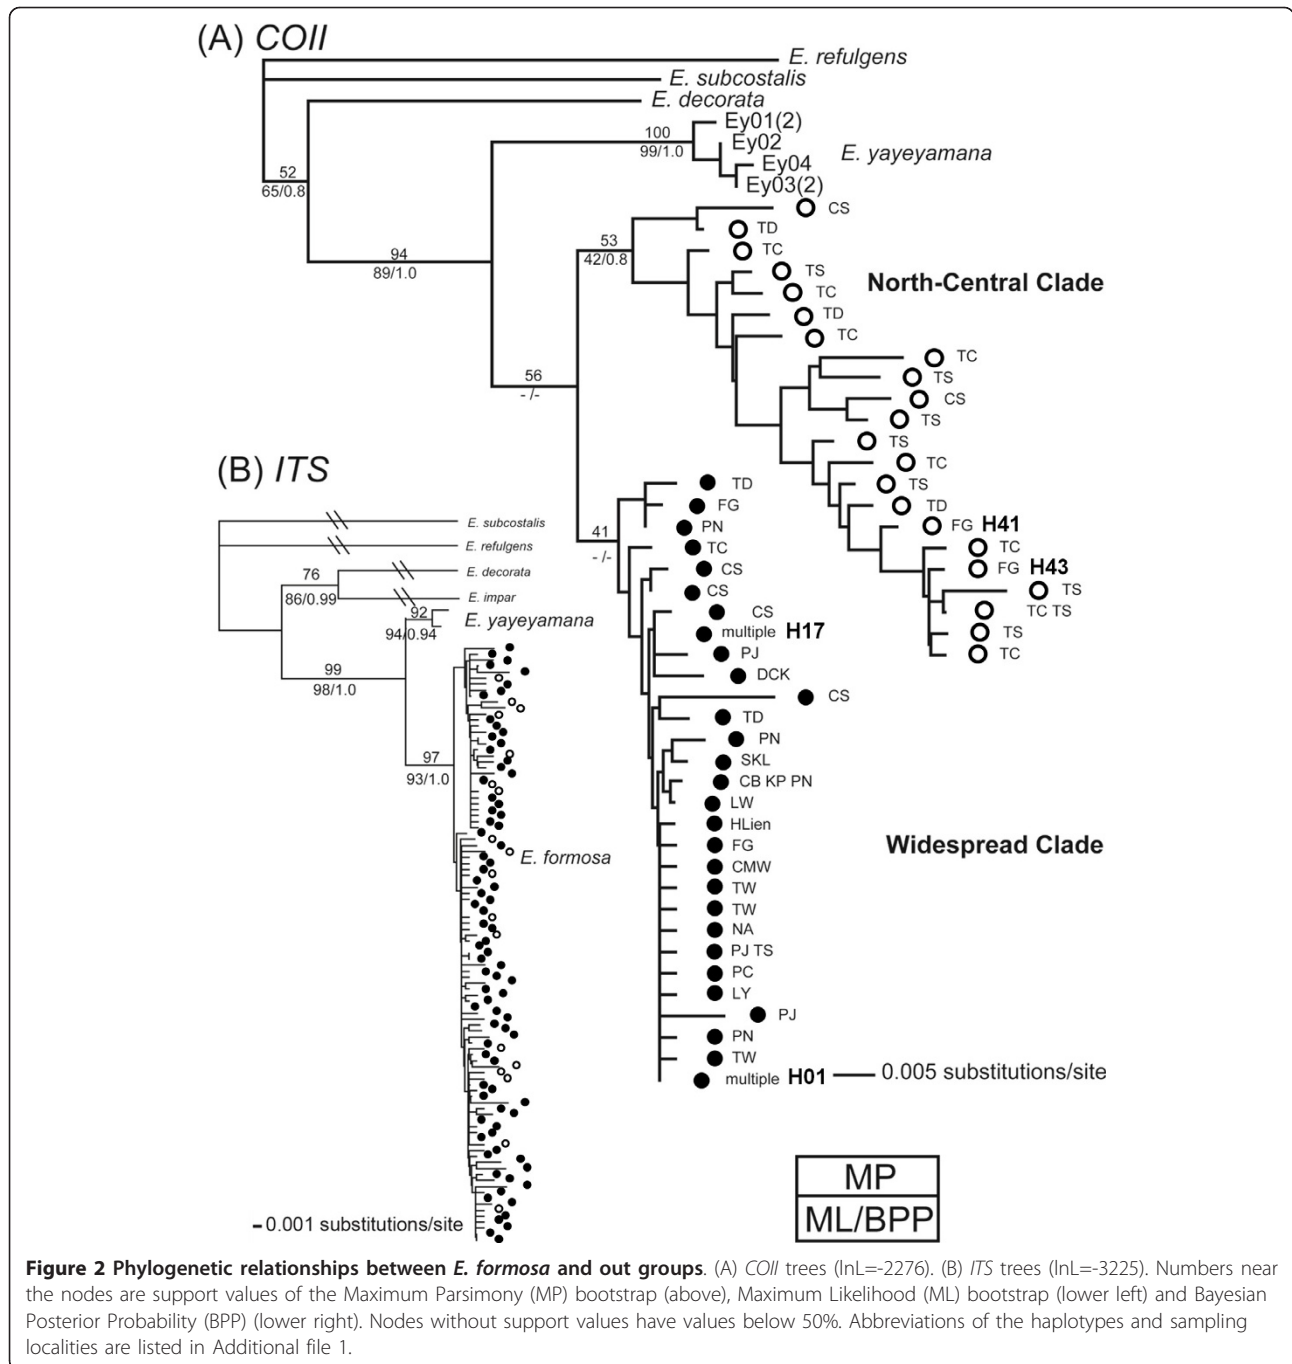 (A) COII
E. refulgens
E. subcostalis
E. decorata
Ey01(2)
100
Ey02
99/1.0
E. yayeyamana
Ey04
Ey03(2)
52
65/0.8
CS
TD
53
42/0.8
TC
94
89/1.0
TS
North-Central Clade
TC
TD
TC
TC
56
- /-
TS
CS
TS
TS
TC
TS
TD
FG H41
TC
FG H43
TS
TC TS
TS
TC
(B) ITS
TD
FG
PN
41
- /-
TC
CS
CS
CS
multiple H17
PJ
DCK
CS
TD
PN
SKL
CB KP PN
LW
HLien
FG
Widespread Clade
CMW
TW
TW
NA
PJ TS
PC
LY
PJ
PN
TW
multiple H01
0.005 substitutions/site
E. subcostalis
E. refulgens
76
E. decorata
86/0.99
E. impar
92
E. yayeyamana
94/0.94
99
98/1.0
97
93/1.0
E. formosa
0.001 substitutions/site
MP
ML/BPP
Figure 2 Phylogenetic relationships between E. formosa and out groups. (A) COII trees (lnL=-2276). (B) ITS trees (lnL=-3225). Numbers near
the nodes are support values of the Maximum Parsimony (MP) bootstrap (above), Maximum Likelihood (ML) bootstrap (lower left) and Bayesian
Posterior Probability (BPP) (lower right). Nodes without support values have values below 50%. Abbreviations of the haplotypes and sampling
localities are listed in Additional file 1.